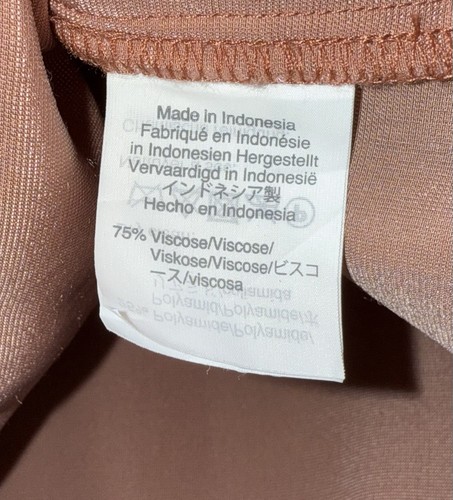 Made in Indonesia
Fabriqué en Indonésie
in Indonesien Hergestellt
Vervaardigd in Indonesië
インドネシア製
Hecho en Indonesia
75% Viscose/Viscose/
Viskose/Viscose/ビスコ
ース/viscosa